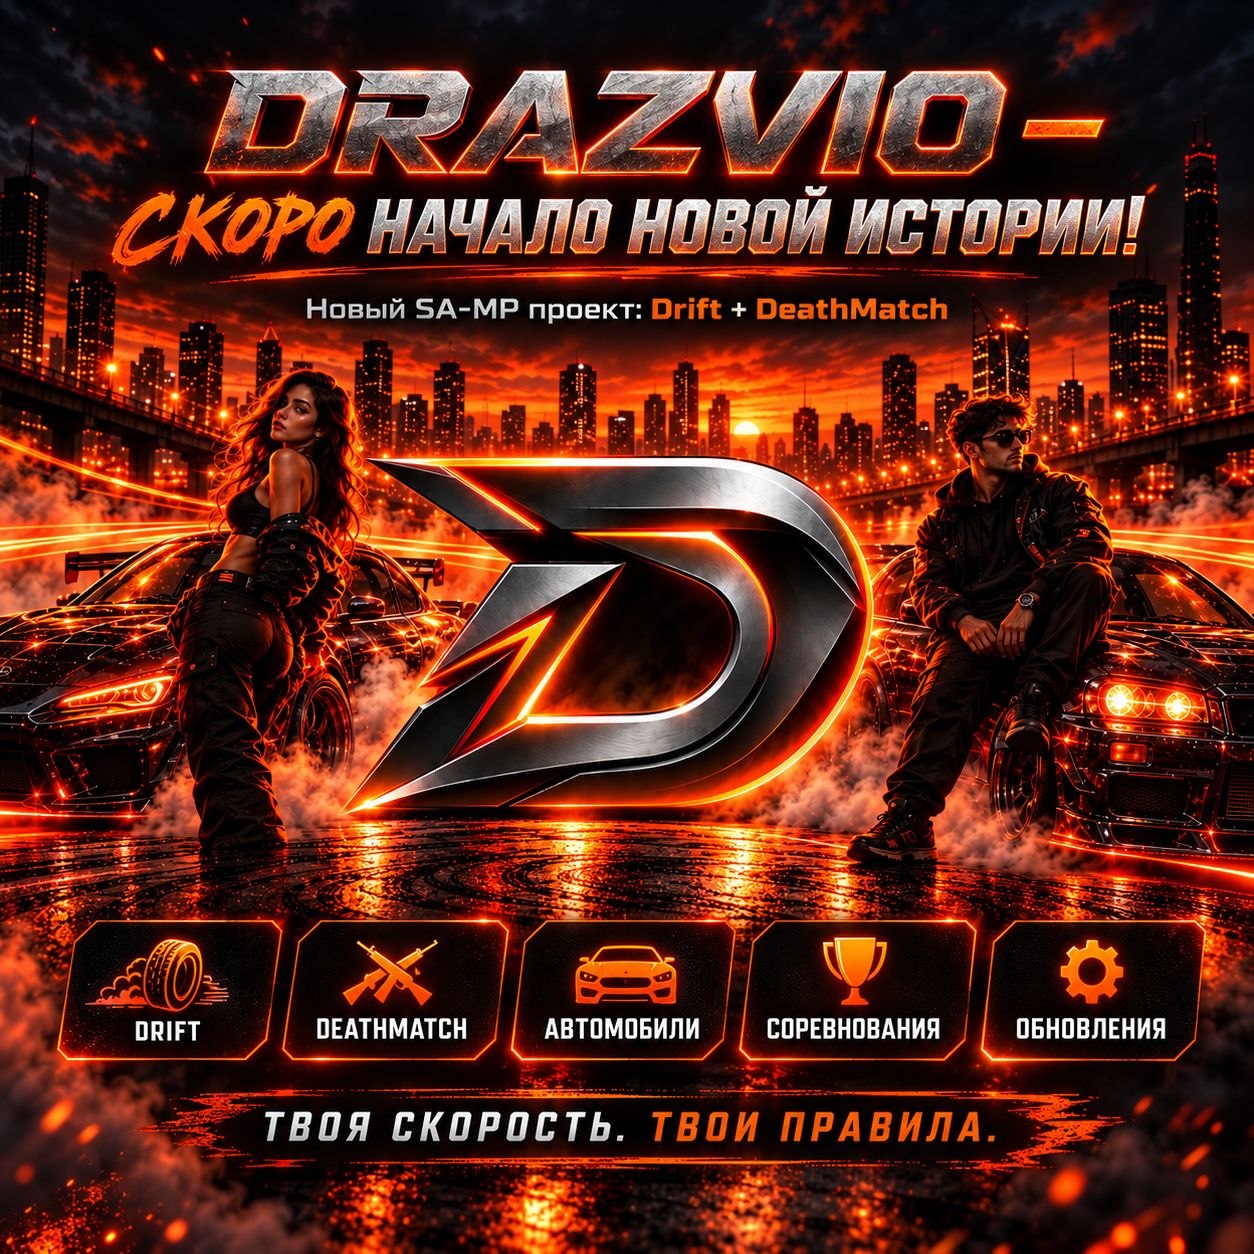 DRAZVIO –
СКОРО НАЧАЛО НОВОЙ ИСТОРИИ!
Новый SA-MP проект: Drift + DeathMatch
D
DRIFT
DEATHMATCH
АВТОМОБИЛИ
СОРЕВНОВАНИЯ
ОБНОВЛЕНИЯ
ТВОЯ СКОРОСТЬ. ТВОИ ПРАВИЛА.